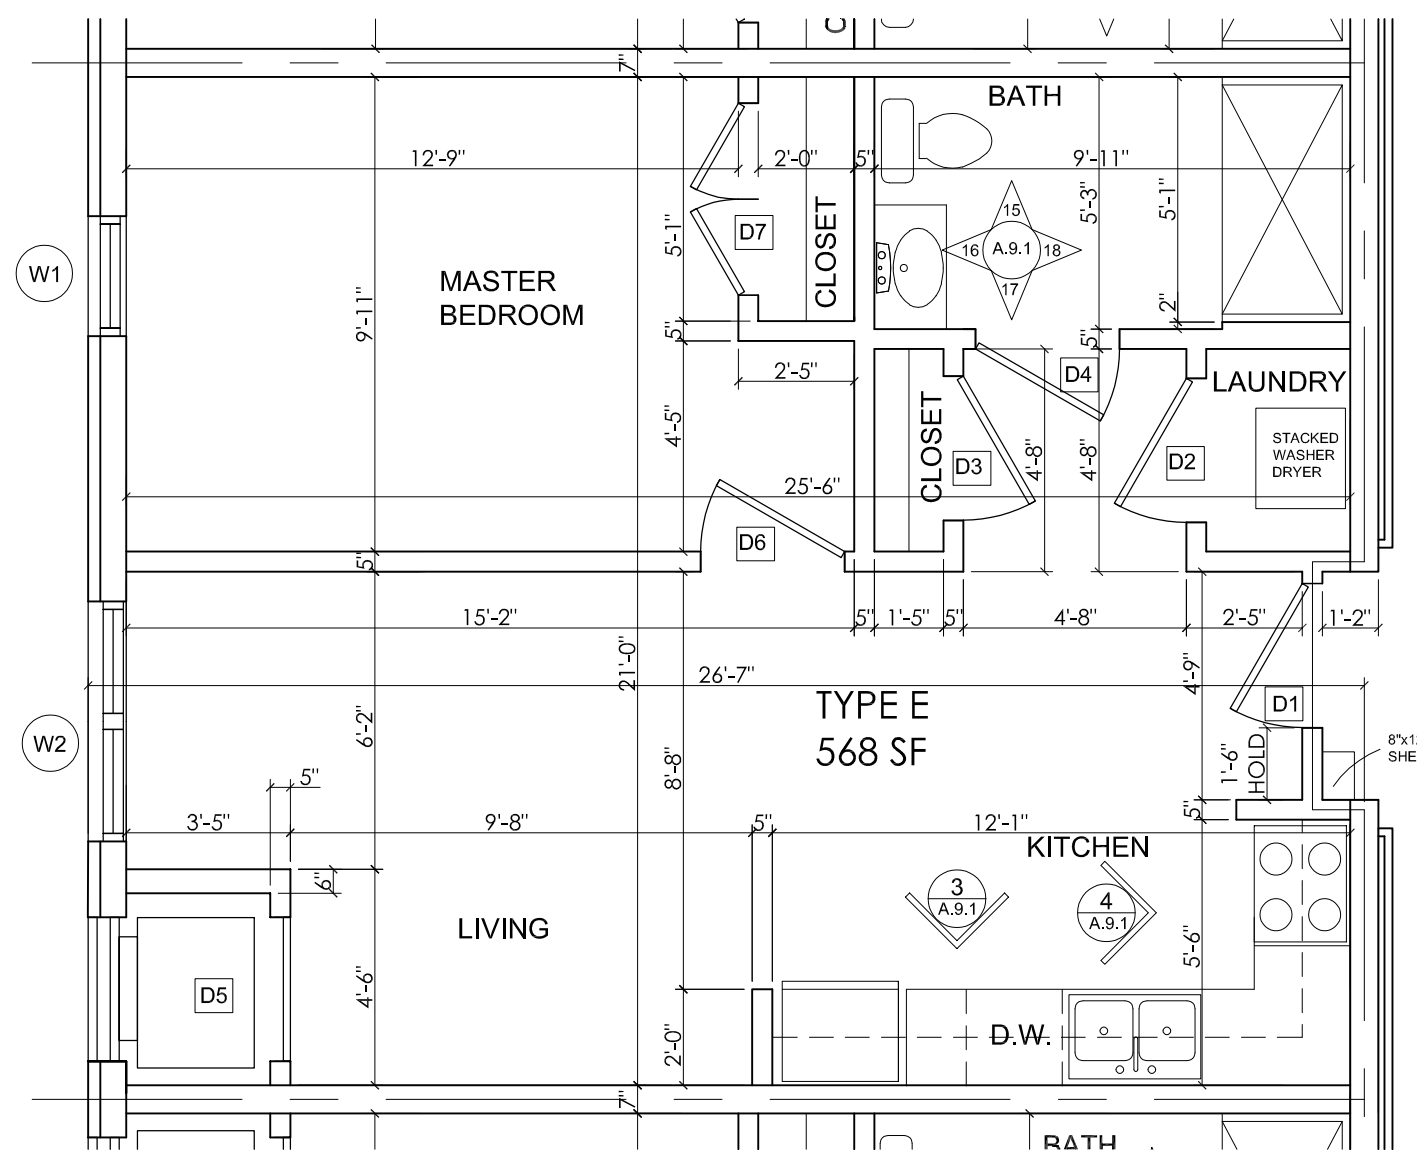 C
7"
BATH
12'-9"
2'-0"
5"
9'-11"
5'-3"
5'-1"
CLOSET
15
16
A.9.1
18
17
D7
5'-1"
W1
MASTER
BEDROOM
9'-11"
2"
5"
5"
2'-5"
D4
LAUNDRY
CLOSET
4'-5"
STACKED
WASHER
DRYER
D3
4'-8"
4'-8"
D2
25'-6"
D6
5"
15'-2"
5"
1'-5"
5"
4'-8"
2'-5"
1'-2"
21'-0"
26'-7"
4'-9"
TYPE E
568 SF
D1
W2
6'-2"
8'-8"
1'-6"
HOLD
8"x1
SHE
5"
3'-5"
9'-8"
5"
12'-1"
5"
KITCHEN
6"
3
A.9.1
4
A.9.1
LIVING
5'-6"
D5
4'-6"
2'-0"
D.W.
7"
BATH